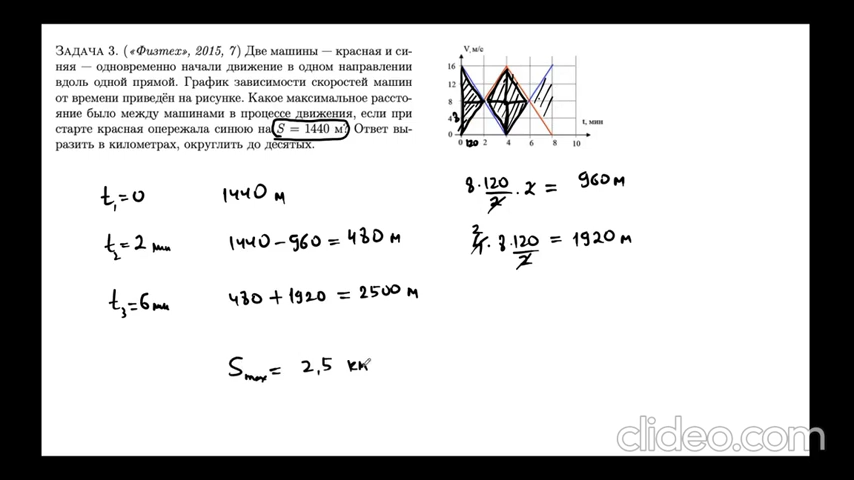 ЗАДАЧА 3. («Физтех», 2015, 7) Две машины — красная и си-
няя — одновременно начали движение в одном направлении
вдоль одной прямой. График зависимости скоростей машин
от времени приведён на рисунке. Какое максимальное рассто-
яние было между машинами в процессе движения, если при
старте красная опережала синюю на S = 1440 м? Ответ вы-
разить в километрах, округлить до десятых.
V, м/с
16
12
8
4
0 2 4 6 8 10
120
t, мин
t₁=0 1440 м
8·120/2·2 = 960 м
t₂=2 мин 1440-960 = 480 м
4·8·120/2 = 1920 м
2
t₃=6 мин 480 + 1920 = 2500 м
Smax = 2,5 км
clideo.com